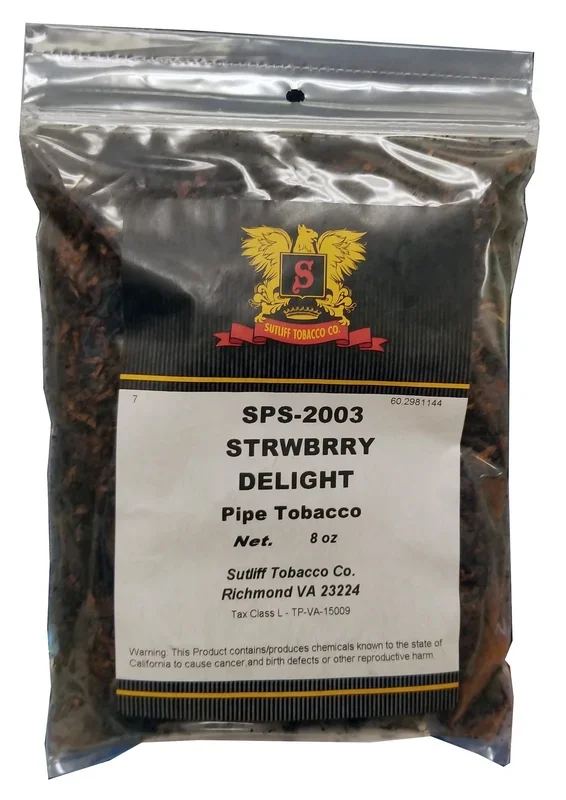 S
SUTLIFF TOBACCO CO.
7 60.2981144
SPS-2003
STRWBRRY
DELIGHT
Pipe Tobacco
Net. 8 oz
Sutliff Tobacco Co.
Richmond VA 23224
Tax Class L - TP-VA-15009
Warning. This Product contains/produces chemicals known to the state of
California to cause cancer,and birth defects or other reproductive harm.